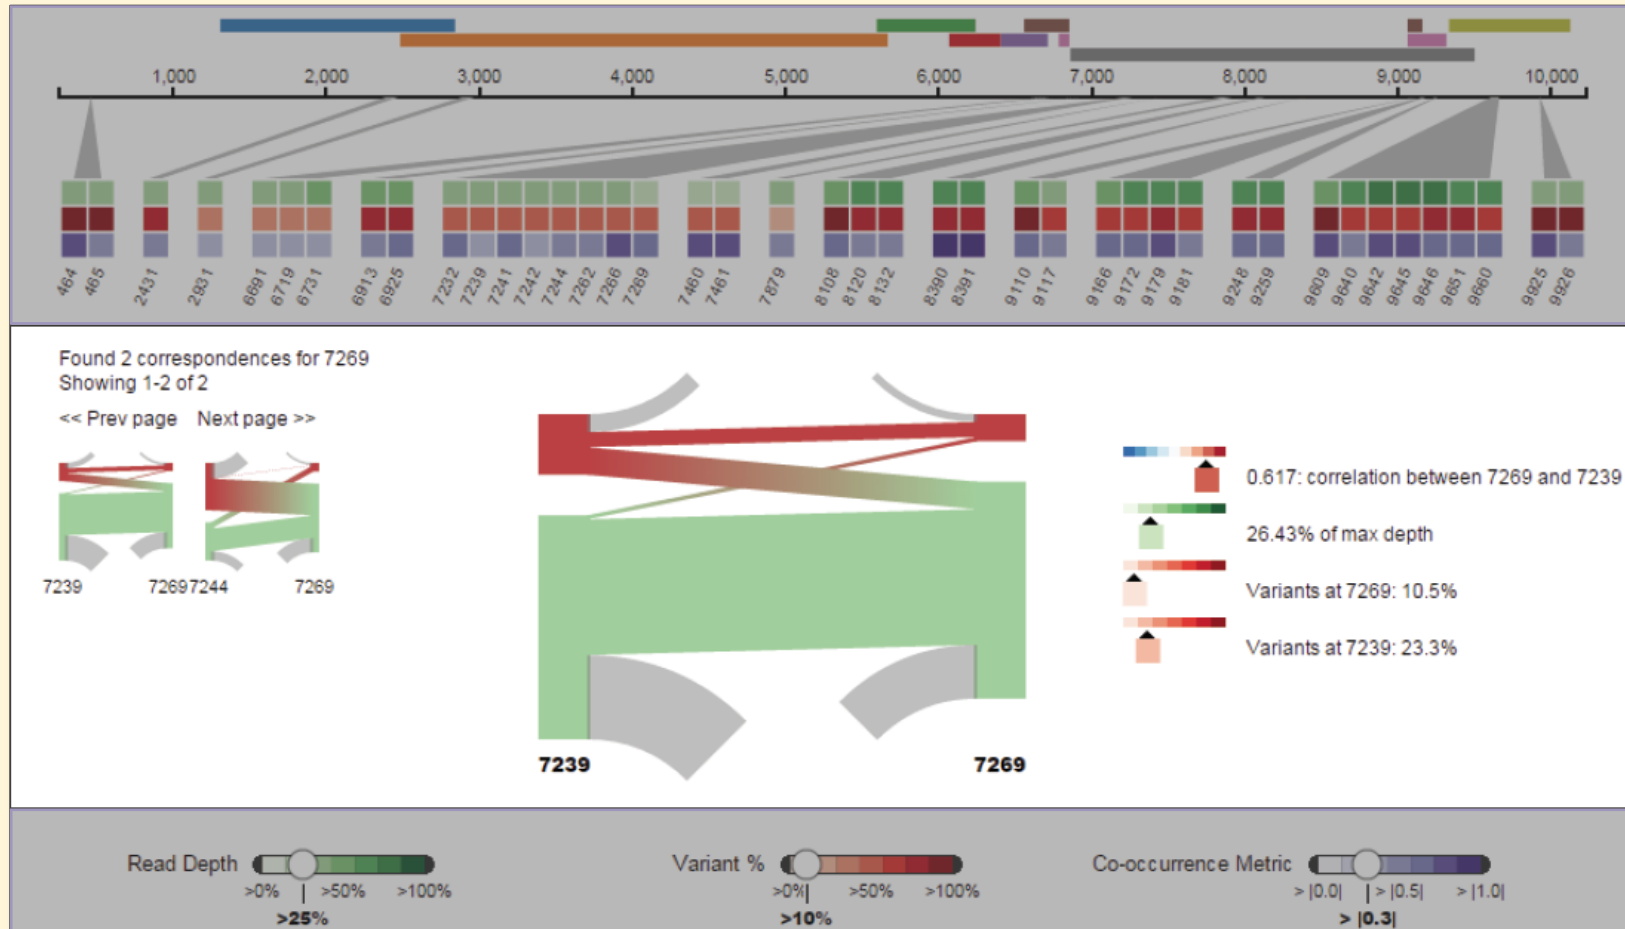 1,000 2,000 3,000 4,000 5,000 6,000 7,000 8,000 9,000 10,000
464 465 2431 2931 6691 6719 6731 6913 6925 7232 7239 7241 7242 7244 7262 7266 7269 7460 7461 7879 8108 8120 8132 8390 8391 9110 9117 9166 9172 9179 9181 9248 9259 9609 9640 9642 9645 9646 9651 9660 9925 9926
Found 2 correspondences for 7269
Showing 1-2 of 2
<< Prev page Next page >>
7239 7269 7244 7269
7239 7269
0.617: correlation between 7269 and 7239
26.43% of max depth
Variants at 7269: 10.5%
Variants at 7239: 23.3%
Read Depth
>0% >50% >100%
>25%
Variant %
>0% >50% >100%
>10%
Co-occurrence Metric
> |0.0| > |0.5| > |1.0|
> |0.3|